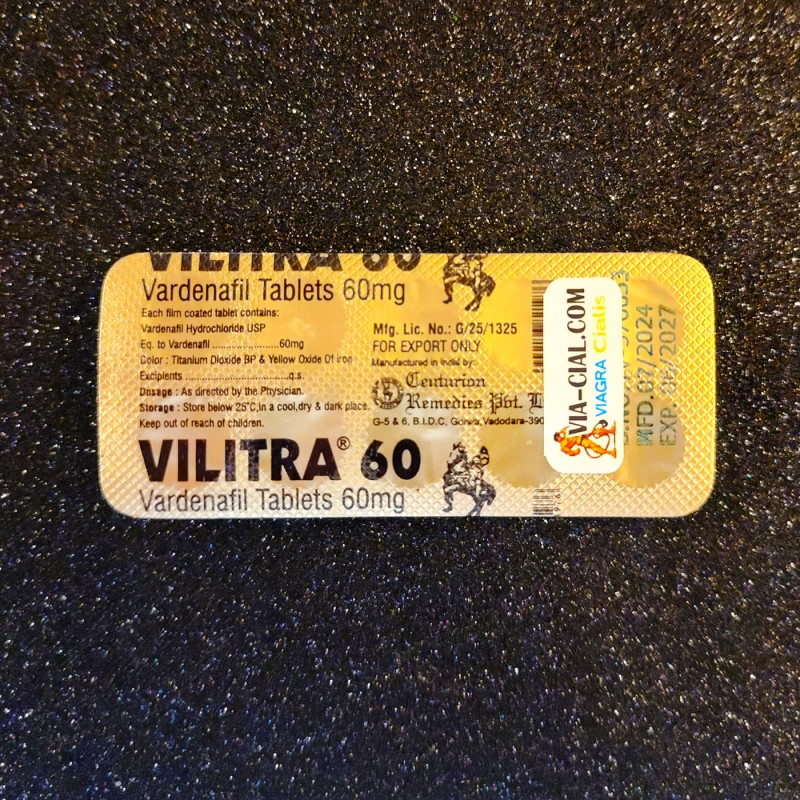 VILITRA 60
Vardenafil Tablets 60mg
Each film coated tablet contains:
Vardenafil Hydrochloride USP
Eq. to Vardenafil ......................60mg
Color : Titanium Dioxide BP & Yellow Oxide Of Iron
Excipients ................................q.s.
Dosage : As directed by the Physician.
Storage : Store below 25°C,in a cool,dry & dark place.
Keep out of reach of children.
VILITRA® 60
Vardenafil Tablets 60mg
Mfg. Lic. No.: G/25/1325
FOR EXPORT ONLY
Manufactured in India by:
Centurion
Remedies Pvt. L
G-5 & 6, B.I.D.C, Gorwa,Vadodara-390
VIA-CIAL.COM
VIAGRA Cialis
MFD.07/2024
EXP.06/2027